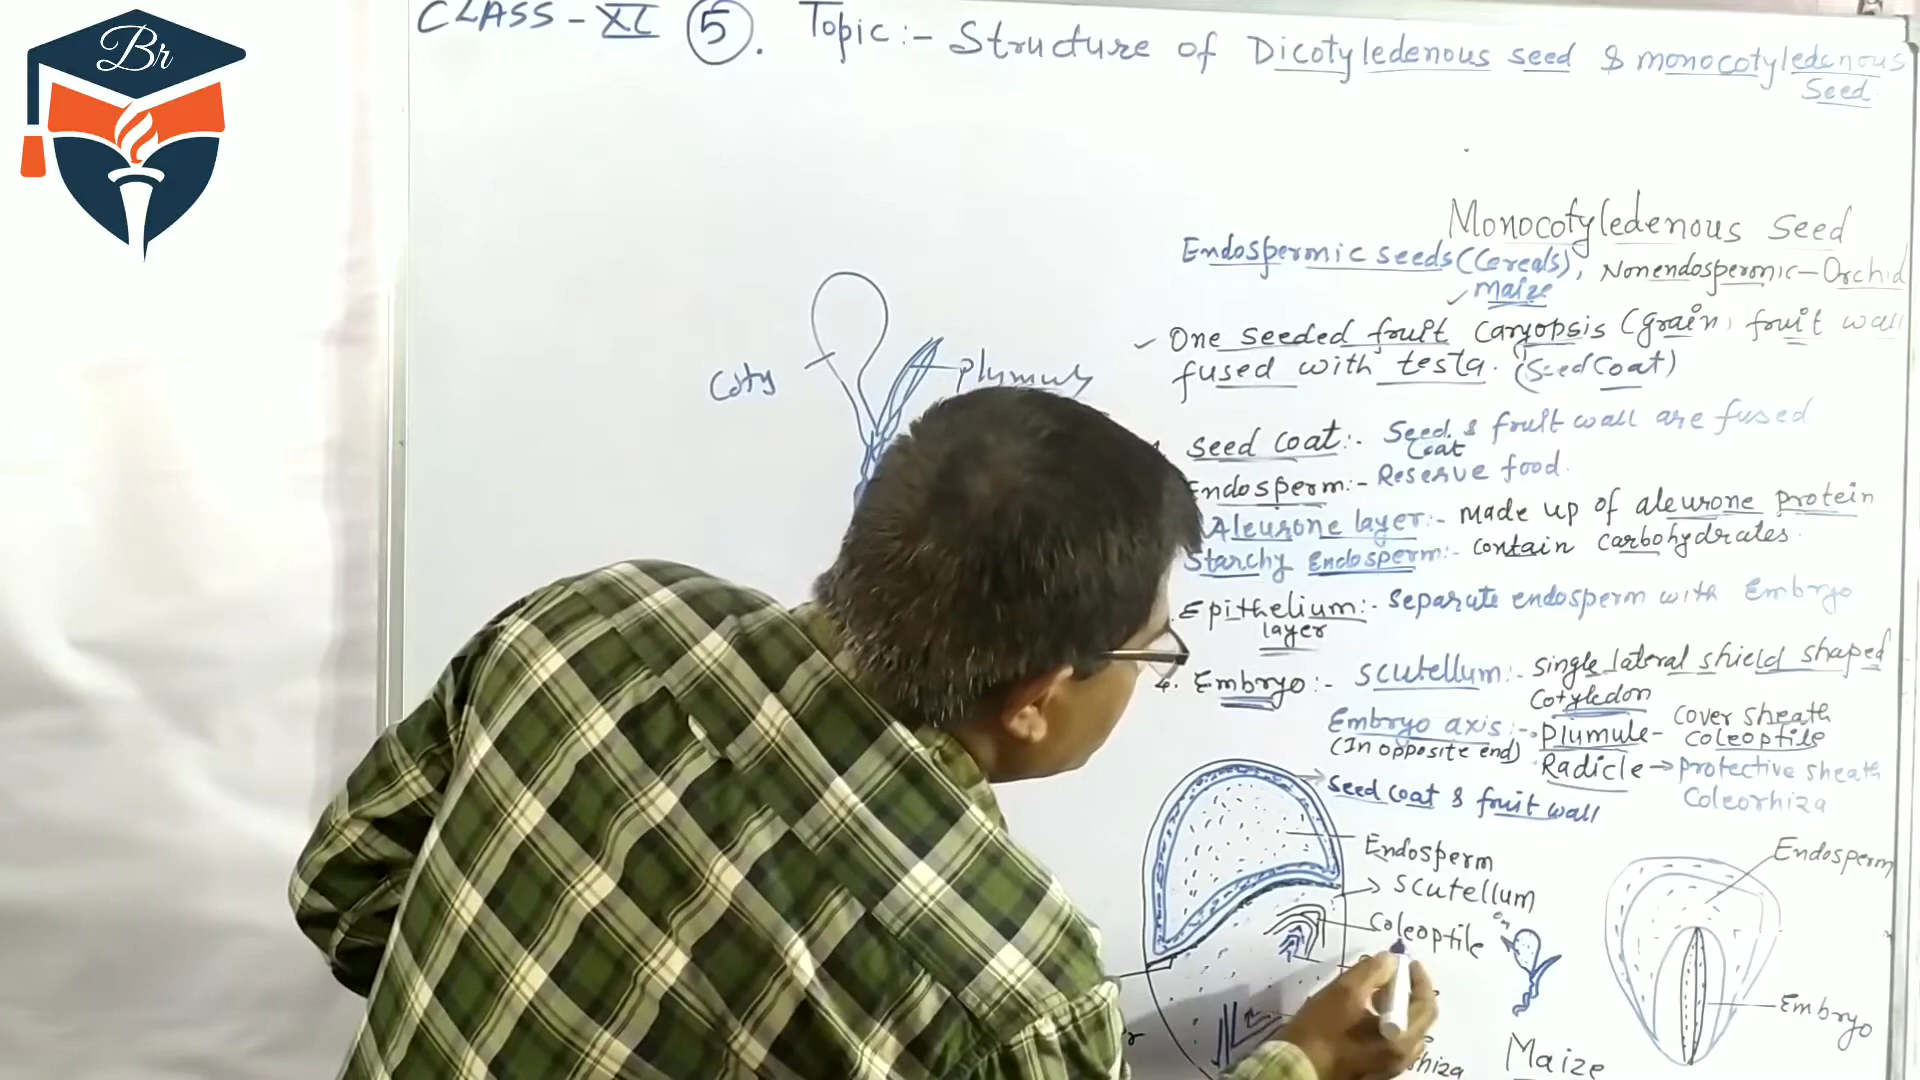 Br
CLASS - XI (5). Topic :- Structure of Dicotyledenous seed & monocotyledenous
Seed.
Monocotyledenous seed
Endospermic seeds (Cereals), Nonendospermic - Orchid
maize
One seeded fruit caryopsis (grain) fruit wall
fused with testa. (Seed Coat)
Seed coat :- Seed & fruit wall are fused
Coat
Endosperm :- Reserve food.
Aleurone layer :- Made up of aleurone protein
Starchy Endosperm :- contain carbohydrates.
Epithelium :- Separate endosperm with Embryo
layer
4. Embryo :- Scutellum :- single lateral shield shaped
Cotyledon
Embryo axis :- Plumule - cover sheath
coleoptile
(In opposite end) Radicle → protective sheath
Coleorhiza
Seed coat & fruit wall
Endosperm
Scutellum
Coleoptile
Maize
Endosperm
Embryo
Coty
plumule